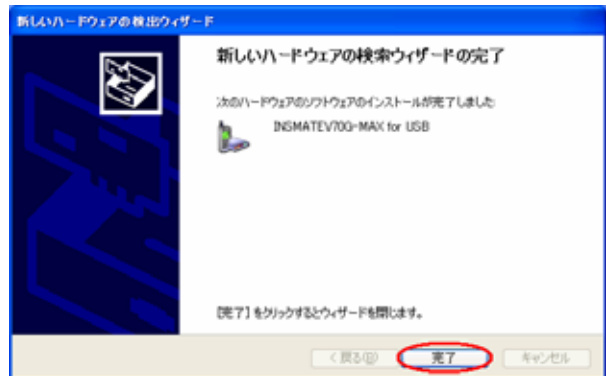 新しいハードウェアの検出ウィザード
新しいハードウェアの検索ウィザードの完了
次のハードウェアのソフトウェアのインストールが完了しました
INSMATEV70G-MAX for USB
[完了] をクリックするとウィザードを閉じます。
< 戻る(B)
完了
キャンセル